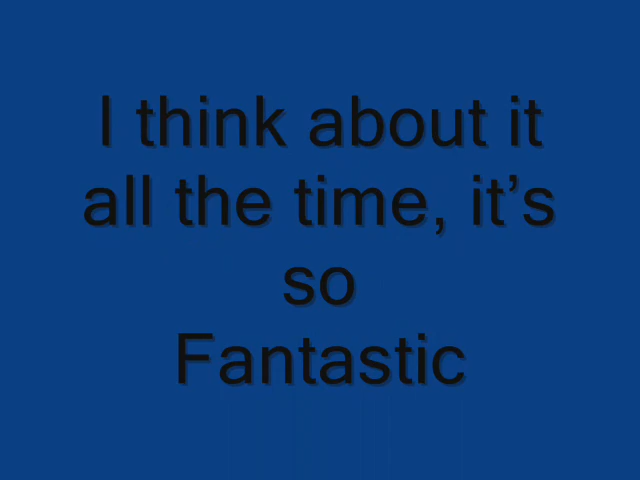 I think about it
all the time, it’s
so
Fantastic